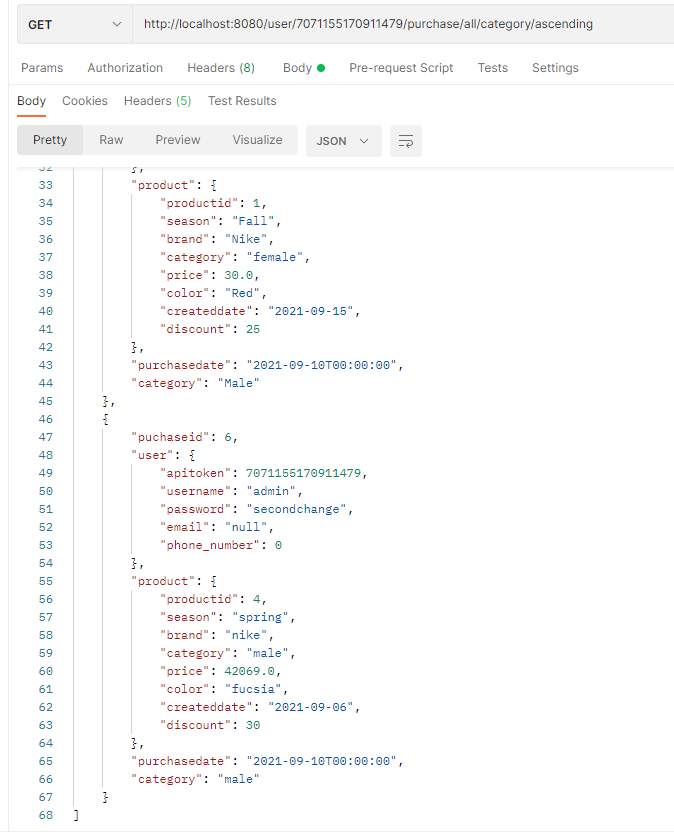 GET http://localhost:8080/user/7071155170911479/purchase/all/category/ascending
Params Authorization Headers (8) Body Pre-request Script Tests Settings
Body Cookies Headers (5) Test Results
Pretty Raw Preview Visualize JSON
32 },
33 "product": {
34 "productid": 1,
35 "season": "Fall",
36 "brand": "Nike",
37 "category": "female",
38 "price": 30.0,
39 "color": "Red",
40 "createddate": "2021-09-15",
41 "discount": 25
42 },
43 "purchasedate": "2021-09-10T00:00:00",
44 "category": "Male"
45 },
46 {
47 "puchaseid": 6,
48 "user": {
49 "apitoken": 7071155170911479,
50 "username": "admin",
51 "password": "secondchange",
52 "email": "null",
53 "phone_number": 0
54 },
55 "product": {
56 "productid": 4,
57 "season": "spring",
58 "brand": "nike",
59 "category": "male",
60 "price": 42069.0,
61 "color": "fucsia",
62 "createddate": "2021-09-06",
63 "discount": 30
64 },
65 "purchasedate": "2021-09-10T00:00:00",
66 "category": "male"
67 }
68 ]